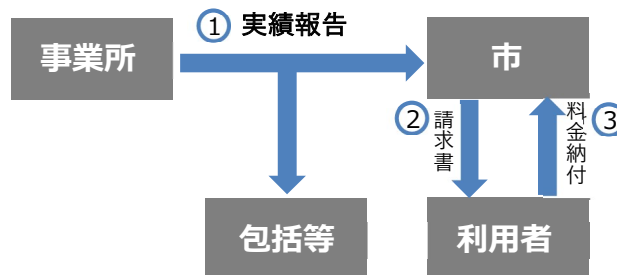 ① 実績報告
事業所
市
② 請求書
料金納付 ③
包括等
利用者